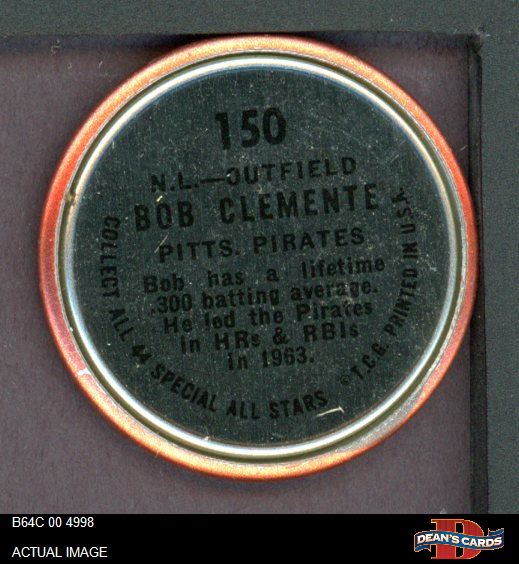 150
N.L.—OUTFIELD
BOB CLEMENTE
PITTS. PIRATES
Bob has a lifetime
.300 batting average.
He led the Pirates
in HRs & RBIs
in 1963.
COLLECT ALL 44 SPECIAL ALL STARS
© T.C.G. PRINTED IN U.S.A.
B64C 00 4998
ACTUAL IMAGE
D
DEAN'S CARDS